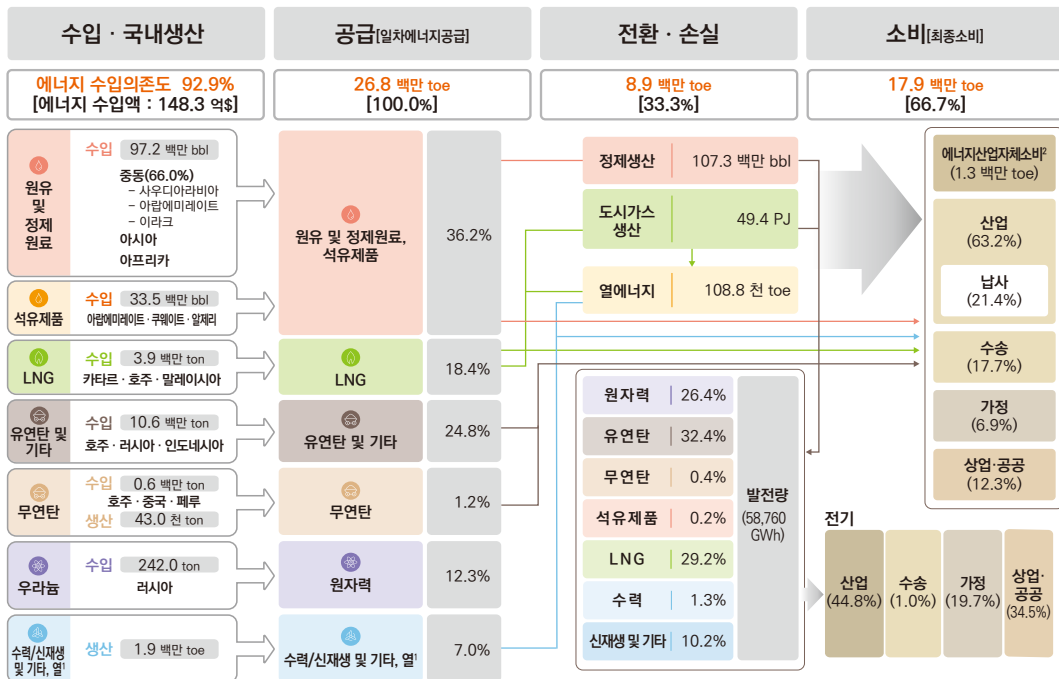 수입 · 국내생산
공급[일차에너지공급]
전환 · 손실
소비[최종소비]
에너지 수입의존도 92.9%
[에너지 수입액 : 148.3 억$]
26.8 백만 toe
[100.0%]
8.9 백만 toe
[33.3%]
17.9 백만 toe
[66.7%]
원유
및
정제
원료
수입 97.2 백만 bbl
중동(66.0%)
– 사우디아라비아
– 아랍에미레이트
– 이라크
아시아
아프리카
석유제품
수입 33.5 백만 bbl
아랍에미레이트 · 쿠웨이트 · 알제리
LNG
수입 3.9 백만 ton
카타르 · 호주 · 말레이시아
유연탄 및
기타
수입 10.6 백만 ton
호주 · 러시아 · 인도네시아
무연탄
수입 0.6 백만 ton
호주 · 중국 · 페루
생산 43.0 천 ton
우라늄
수입 242.0 ton
러시아
수력/신재생
및 기타, 열¹
생산 1.9 백만 toe
원유 및 정제원료,
석유제품
36.2%
LNG
18.4%
유연탄 및 기타
24.8%
무연탄
1.2%
원자력
12.3%
수력/신재생 및 기타, 열¹
7.0%
정제생산 107.3 백만 bbl
도시가스
생산
49.4 PJ
열에너지 108.8 천 toe
원자력 26.4%
유연탄 32.4%
무연탄 0.4%
석유제품 0.2%
LNG 29.2%
수력 1.3%
신재생 및 기타 10.2%
발전량
(58,760
GWh)
에너지산업자체소비²
(1.3 백만 toe)
산업
(63.2%)
납사
(21.4%)
수송
(17.7%)
가정
(6.9%)
상업·공공
(12.3%)
전기
산업
(44.8%)
수송
(1.0%)
가정
(19.7%)
상업·
공공
(34.5%)